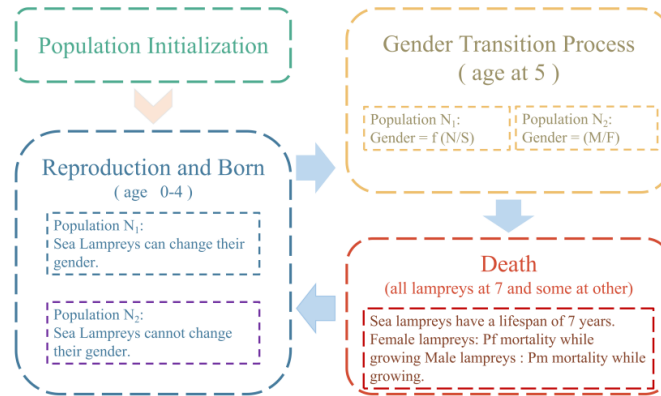 Population Initialization
Gender Transition Process
( age at 5 )
Population N₁:
Gender = f (N/S)
Population N₂:
Gender = (M/F)
Reproduction and Born
( age 0-4 )
Population N₁:
Sea Lampreys can change their
gender.
Population N₂:
Sea Lampreys cannot change
their gender.
Death
(all lampreys at 7 and some at other)
Sea lampreys have a lifespan of 7 years.
Female lampreys: Pf mortality while
growing Male lampreys : Pm mortality while
growing.